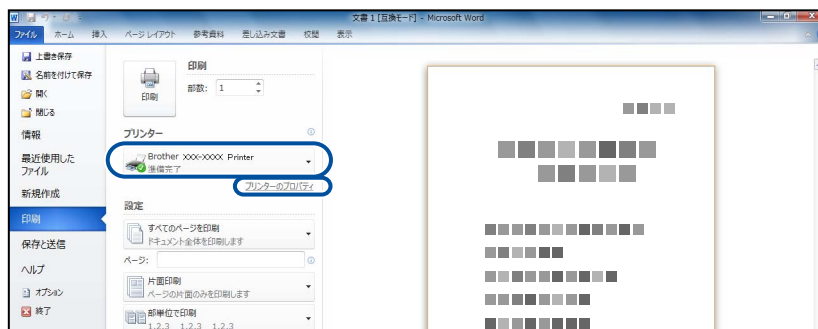 文書 1 [互換モード] - Microsoft Word
ファイル ホーム 挿入 ページ レイアウト 参考資料 差し込み文書 校閲 表示
上書き保存
名前を付けて保存
開く
閉じる
情報
最近使用した
ファイル
新規作成
印刷
保存と送信
ヘルプ
オプション
終了
印刷
印刷
部数: 1
プリンター
Brother XXX-XXXX Printer
準備完了
プリンターのプロパティ
設定
すべてのページを印刷
ドキュメント全体を印刷します
ページ:
片面印刷
ページの片面のみを印刷します
部単位で印刷
1,2,3 1,2,3 1,2,3